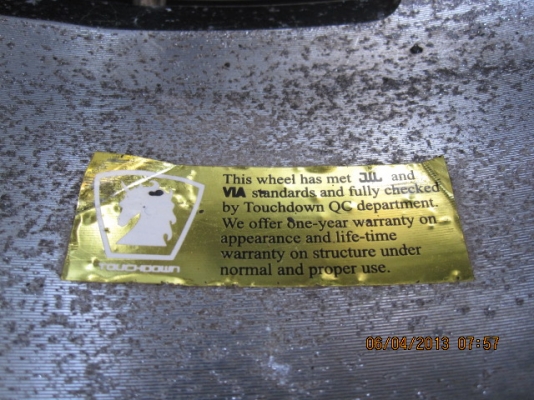 This wheel has met JWL and
VIA standards and fully checked
by Touchdown QC department.
We offer one-year warranty on
appearance and life-time
warranty on structure under
normal and proper use.
TOUCHDOWN
06/04/2013 07:57